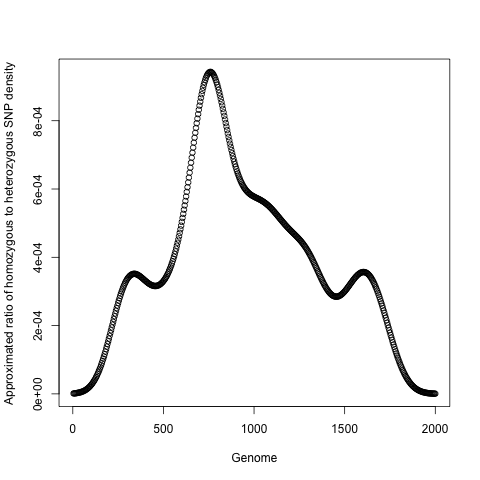 Approximated ratio of homozygous to heterozygous SNP density
8e-04
6e-04
4e-04
2e-04
0e+00
0 500 1000 1500 2000
Genome